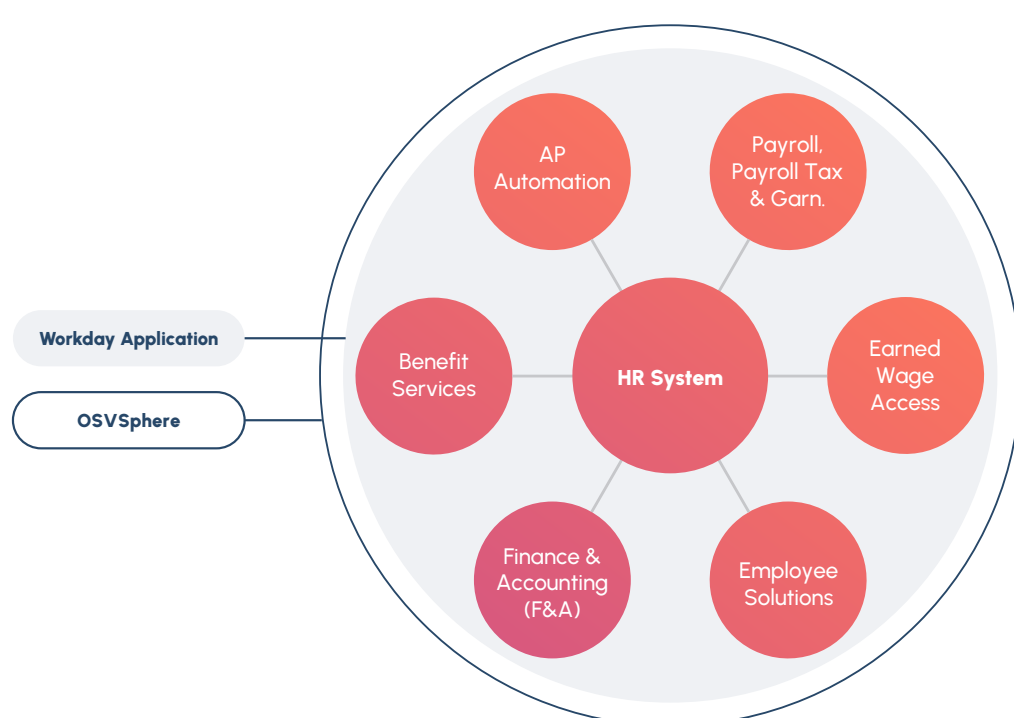 AP
Automation
Payroll,
Payroll Tax
& Garn.
Workday Application
OSVSphere
Benefit
Services
HR System
Earned
Wage
Access
Finance &
Accounting
(F&A)
Employee
Solutions